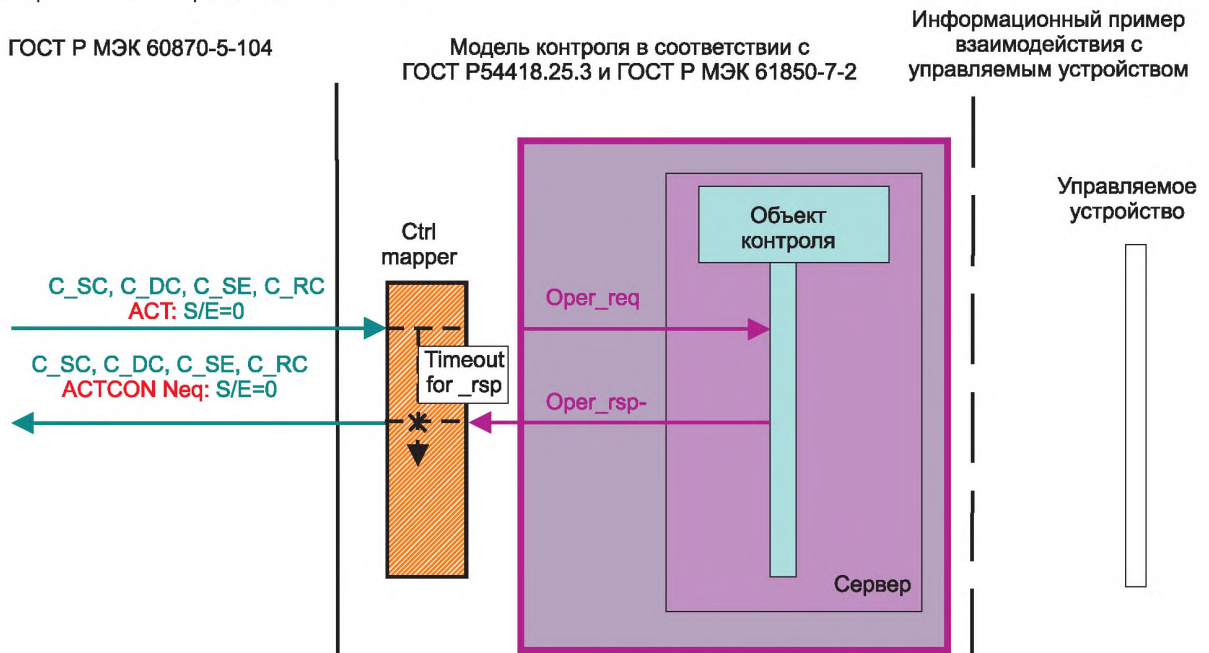 ГОСТ Р МЭК 60870-5-104
Модель контроля в соответствии с
ГОСТ Р54418.25.3 и ГОСТ Р МЭК 61850-7-2
Информационный пример
взаимодействия с
управляемым устройством
Управляемое
устройство
Объект
контроля
Ctrl
mapper
C_SC, C_DC, C_SE, C_RC
ACT: S/E=0
Oper_req
Timeout
for _rsp
C_SC, C_DC, C_SE, C_RC
ACTCON Neq: S/E=0
Oper_rsp-
Сервер